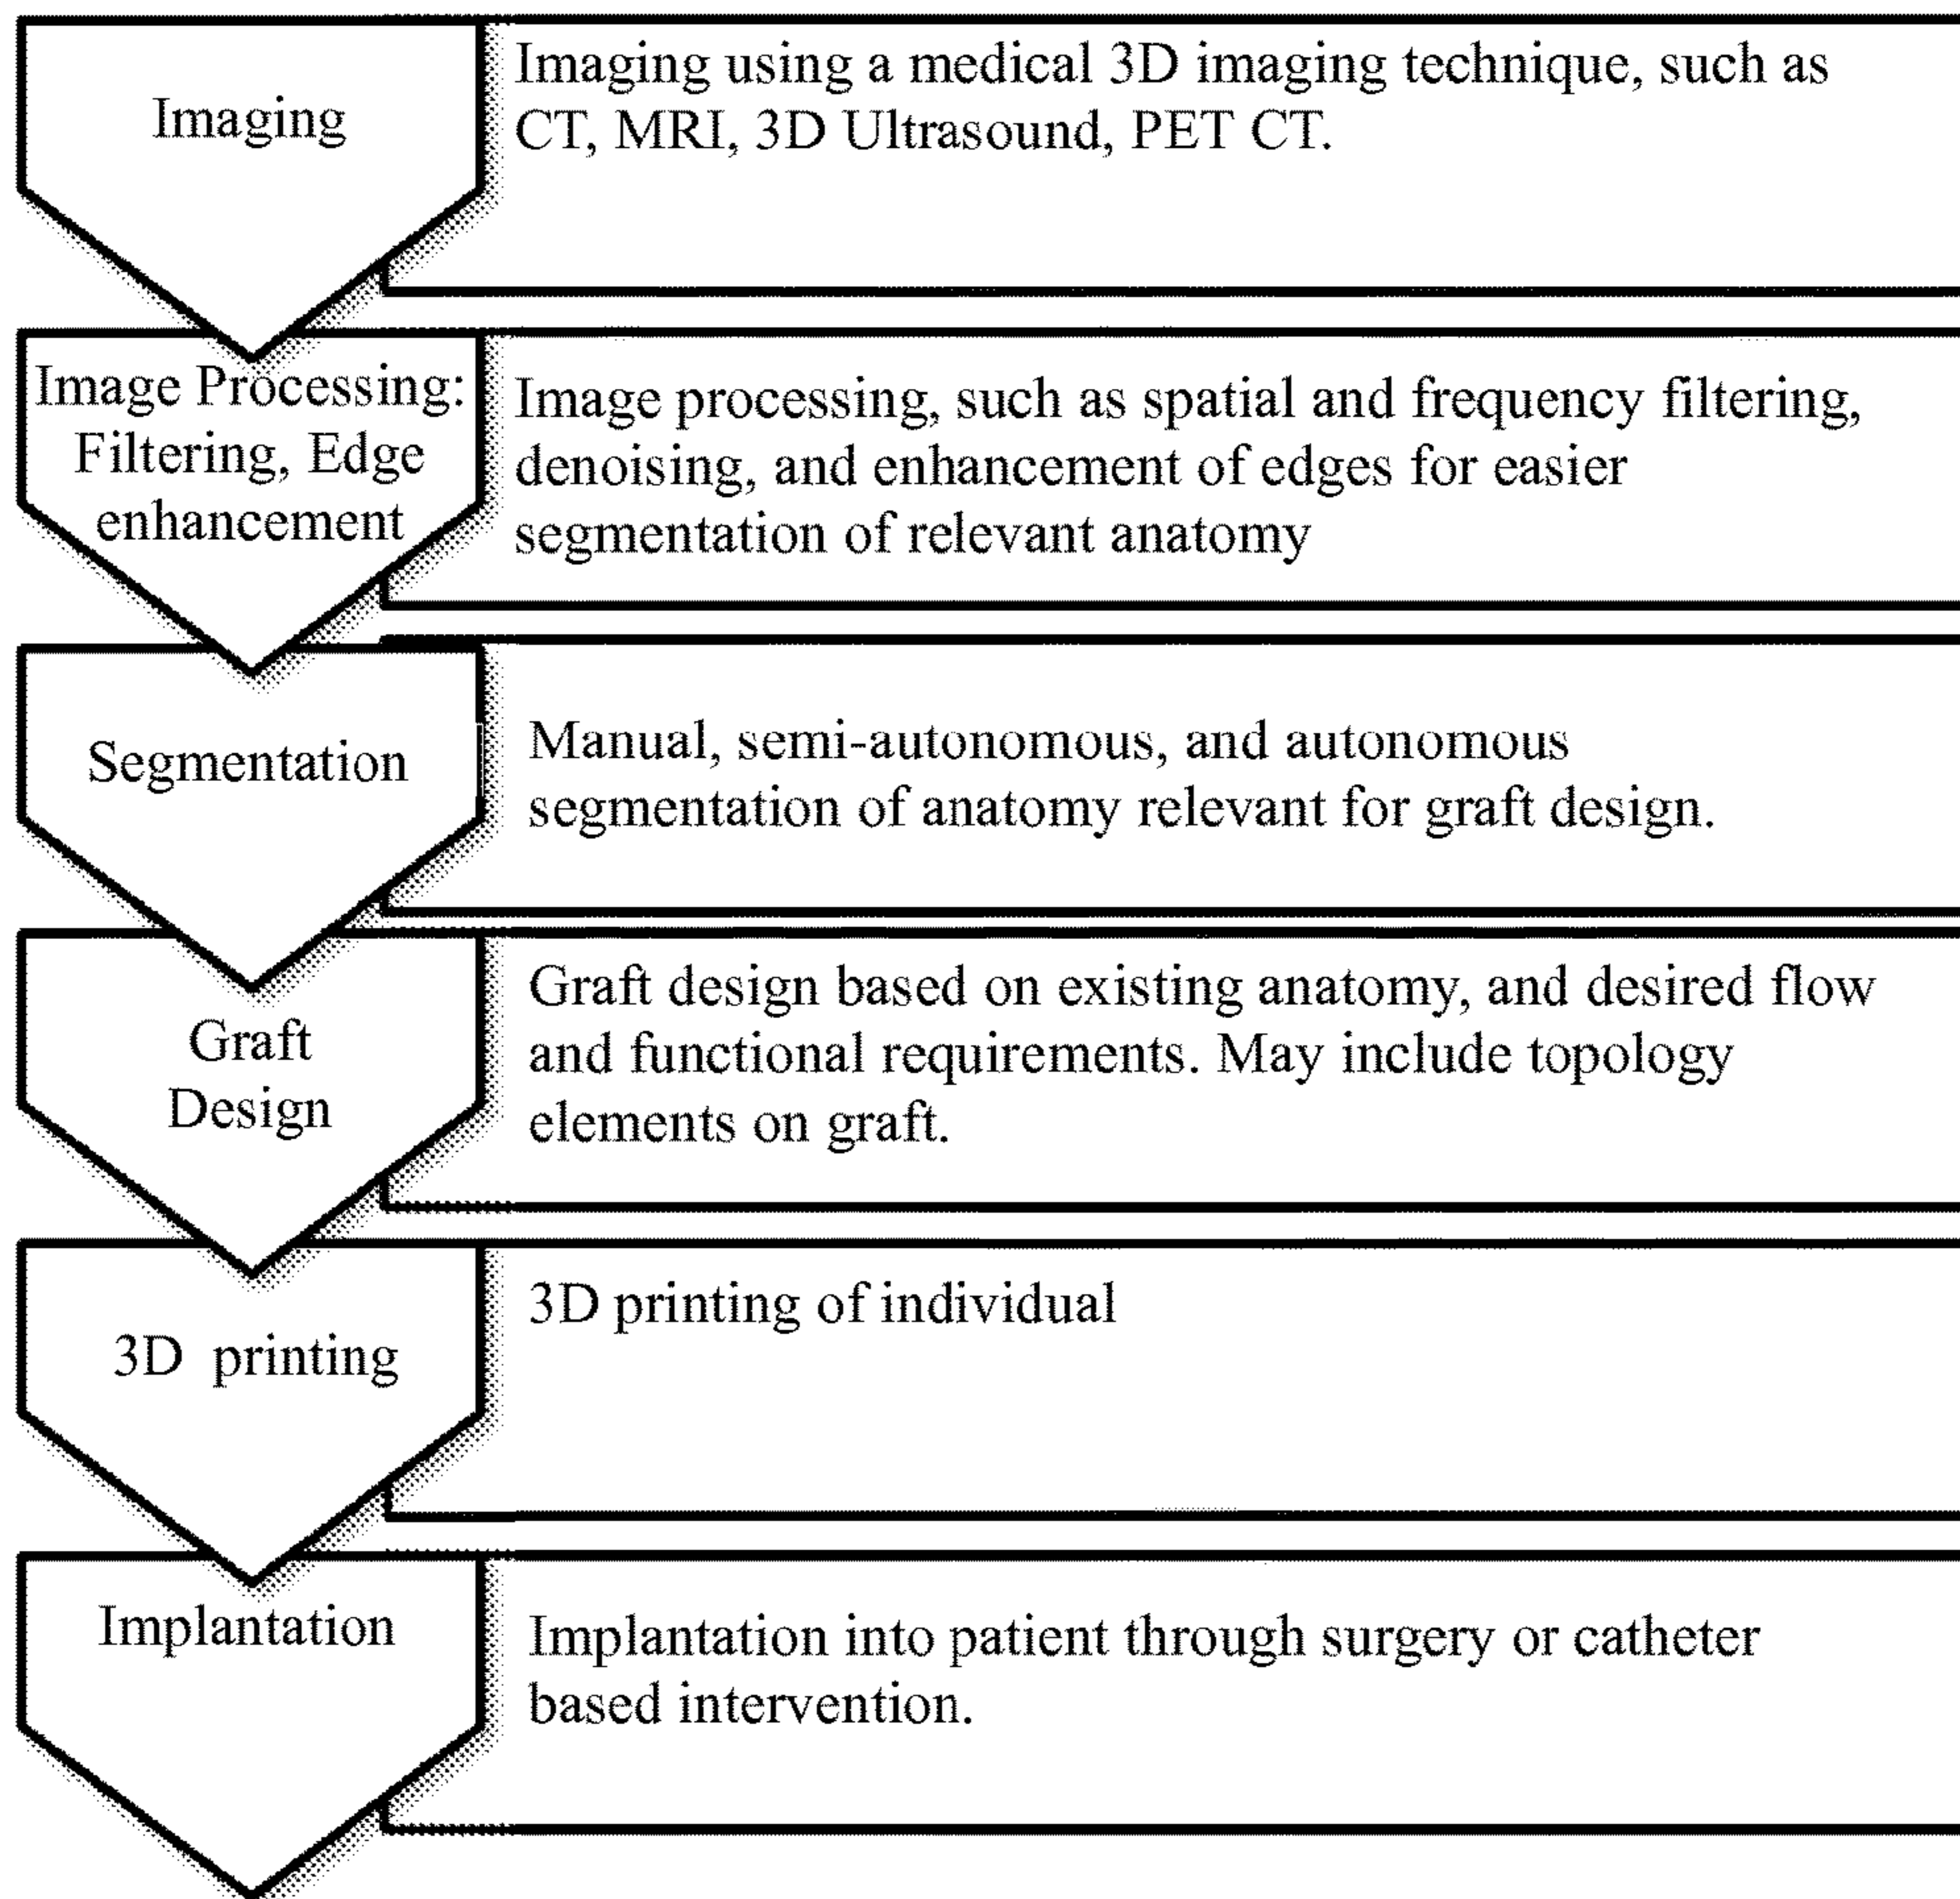 Imaging
Imaging using a medical 3D imaging technique, such as
CT, MRI, 3D Ultrasound, PET CT.
Image Processing:
Filtering, Edge
enhancement
Image processing, such as spatial and frequency filtering,
denoising, and enhancement of edges for easier
segmentation of relevant anatomy
Segmentation
Manual, semi-autonomous, and autonomous
segmentation of anatomy relevant for graft design.
Graft
Design
Graft design based on existing anatomy, and desired flow
and functional requirements. May include topology
elements on graft.
3D printing
3D printing of individual
Implantation
Implantation into patient through surgery or catheter
based intervention.